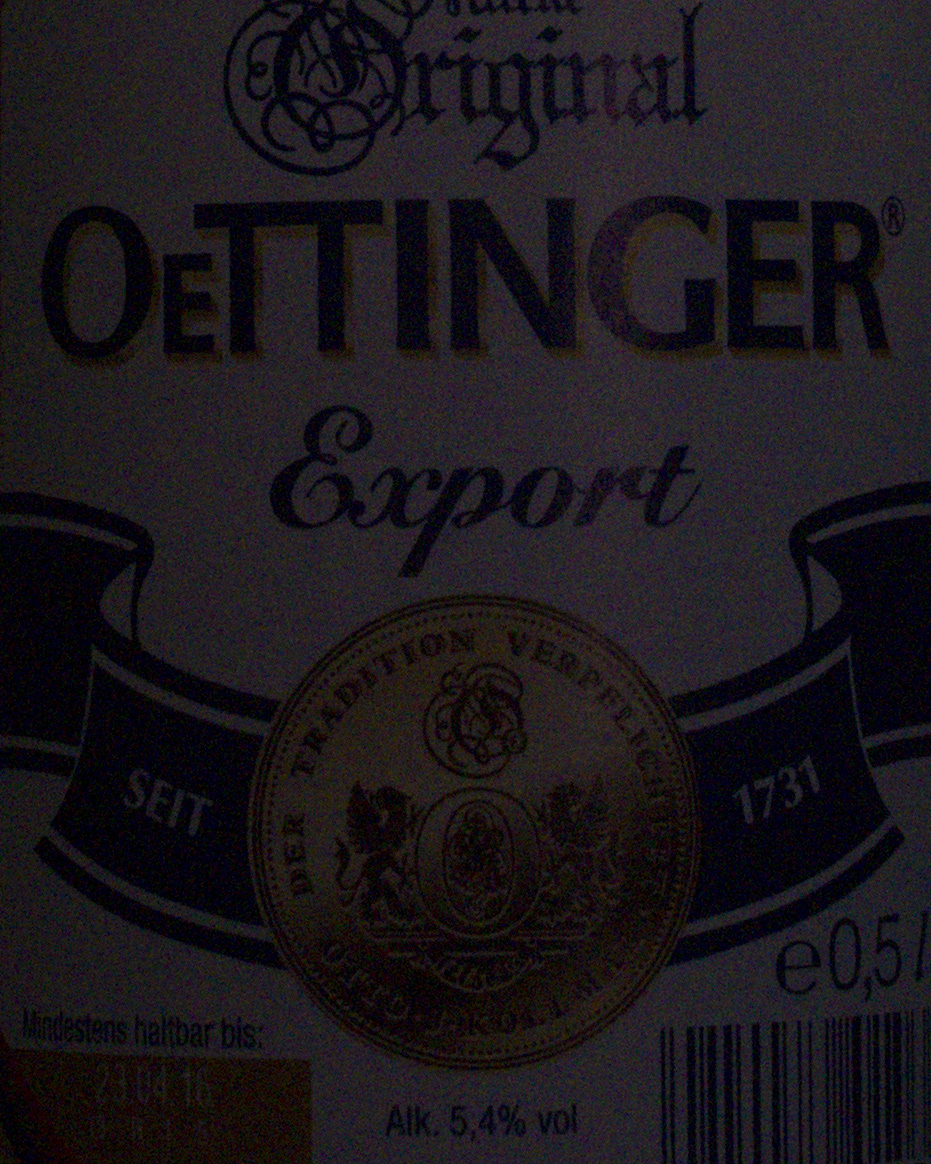 Original
OETTINGER®
Export
DER TRADITION VERPFLICHTET
SEIT
1731
e0,5l
Mindestens haltbar bis:
23.04.16
Alk. 5,4% vol